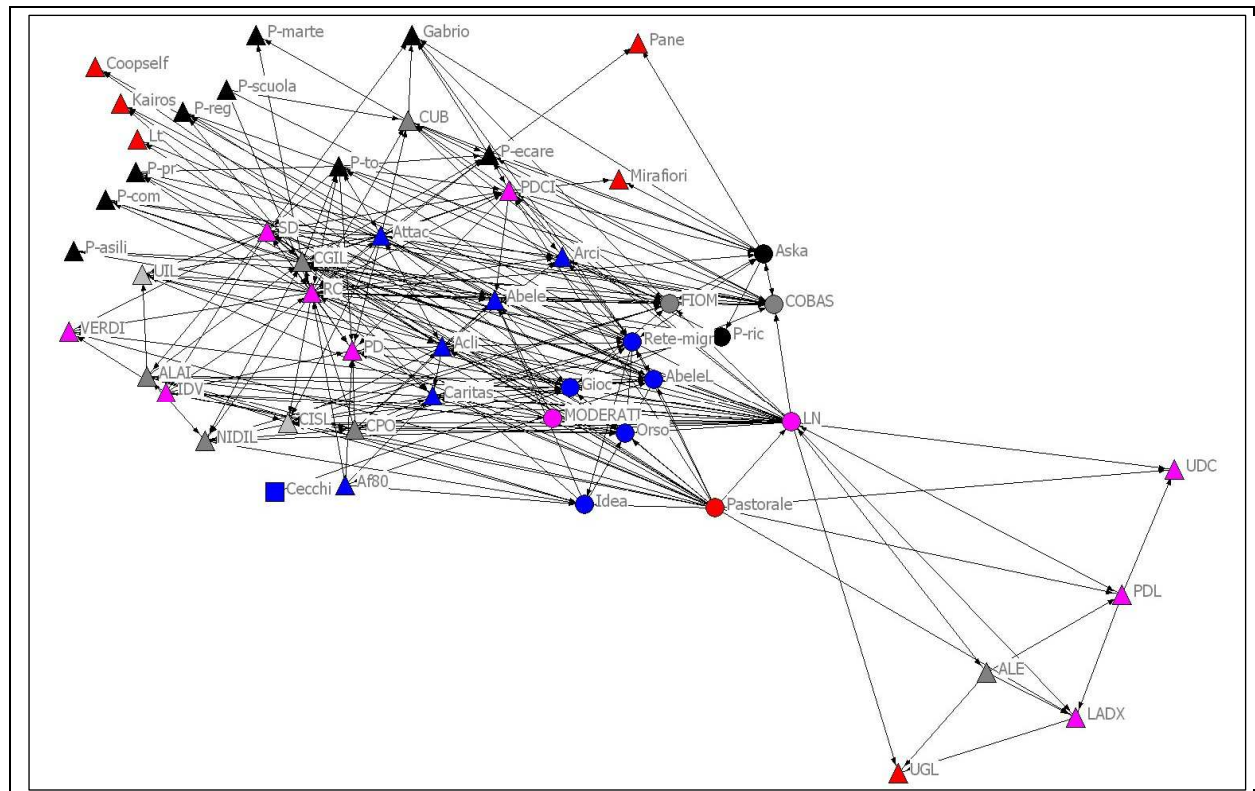 P-marte
Gabrio
Pane
Coopself
P-scuola
Kairos
P-reg
CUB
Lt
P-ecare
P-to
P-pr
Mirafiori
PDCI
P-com
SD
Attac
P-asili
Arci
Aska
CGIL
UIL
RC
Abele
FIOM
COBAS
VERDI
Rete-migr
P-ric
PD
Acli
ALAI
AbeleL
IDV
Gioc
Caritas
MODERATI
LN
CISL
CPO
Orso
NIDIL
UDC
Cecchi
Af80
Idea
Pastorale
PDL
ALE
LADX
UGL